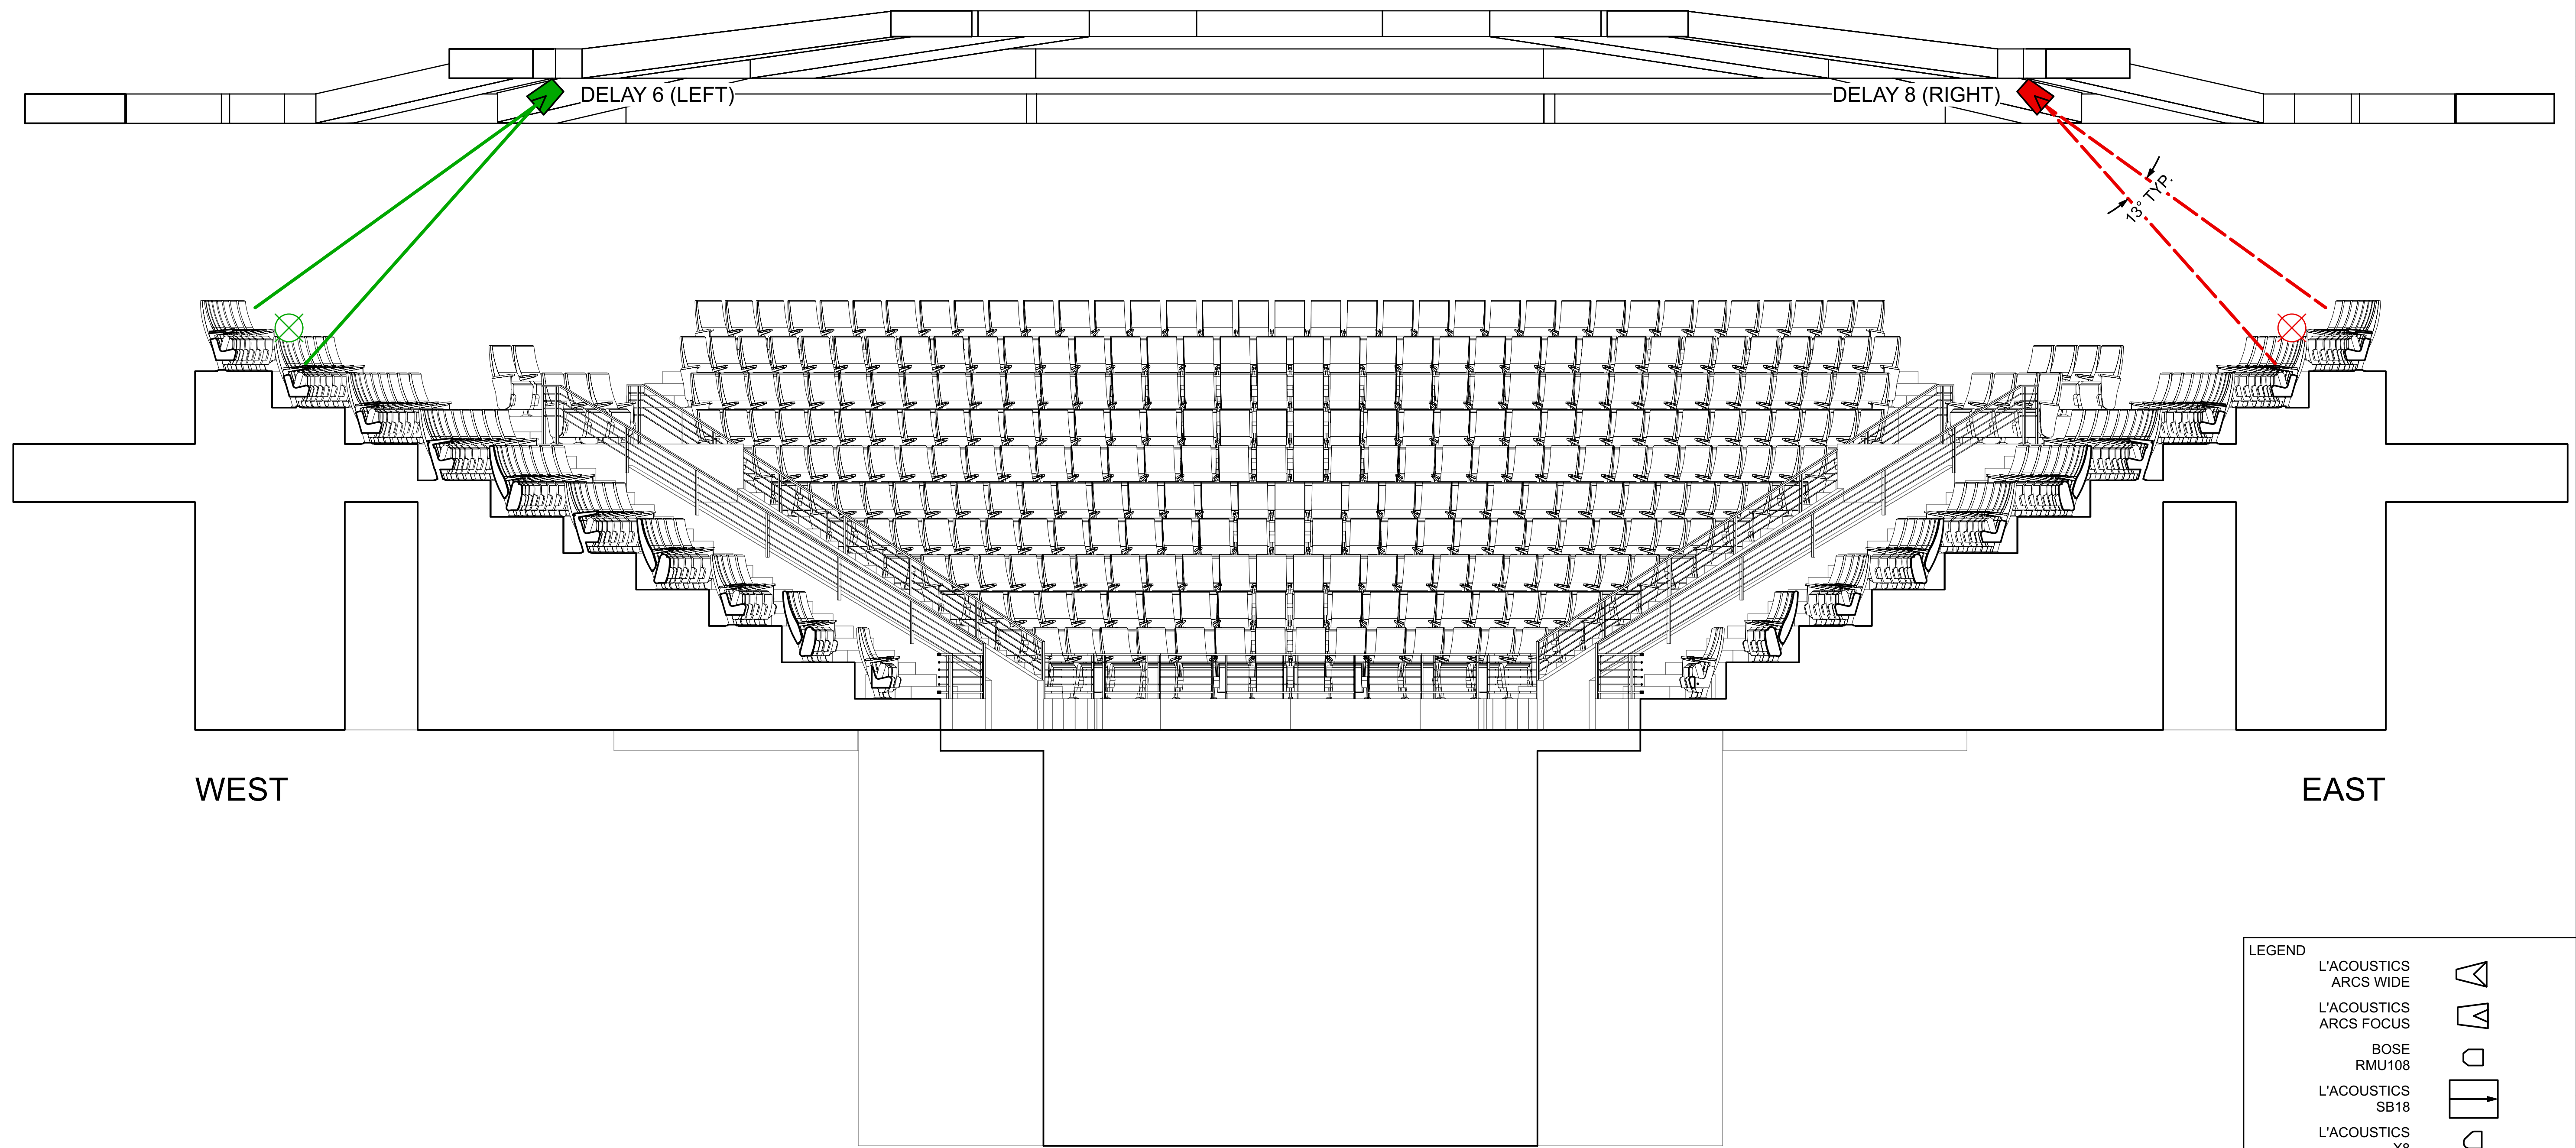 DELAY 6 (LEFT)
DELAY 8 (RIGHT)
13° TYP.
WEST
EAST
LEGEND
L'ACOUSTICS
ARCS WIDE
L'ACOUSTICS
ARCS FOCUS
BOSE
RMU108
L'ACOUSTICS
SB18
L'ACOUSTICS
X8